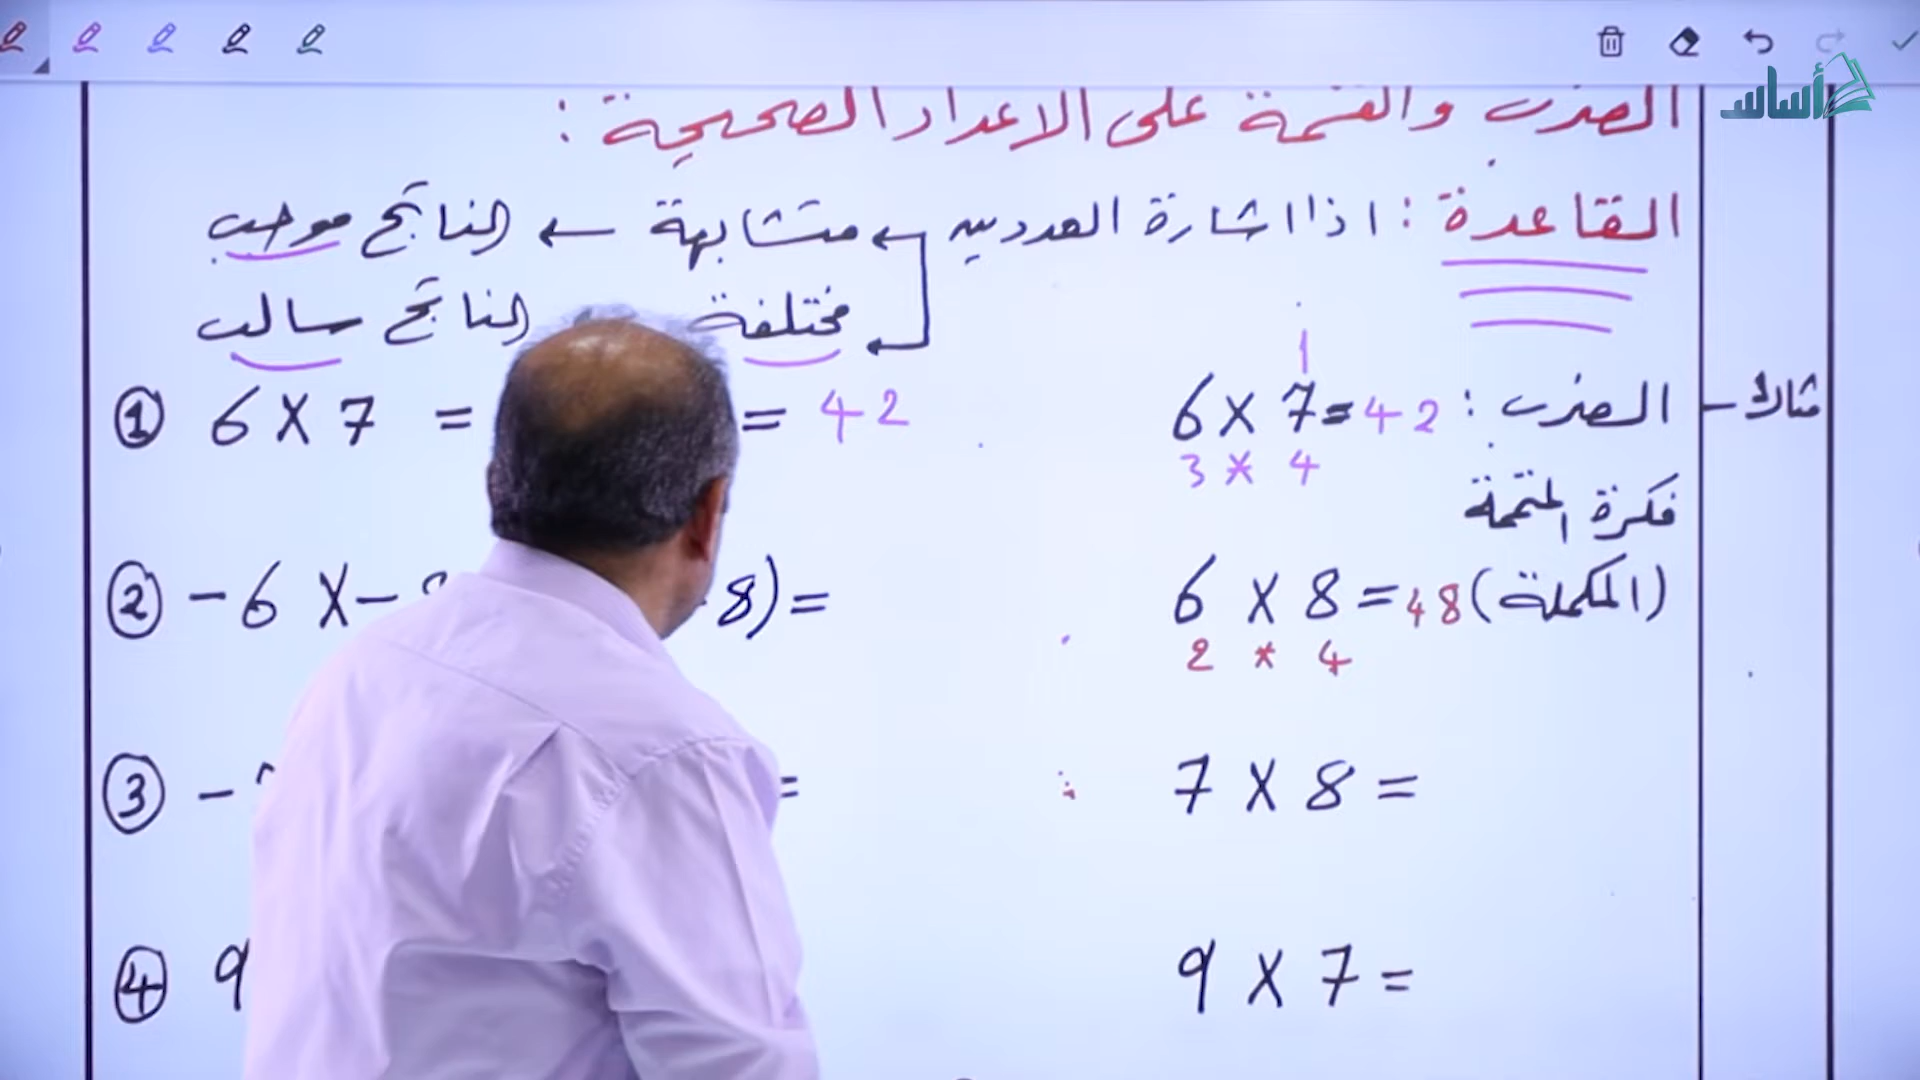 أساس
الضرب والقسمة على الاعداد الصحيحة :
القاعدة : اذا اشارة العددين ← متشابهة ← الناتج موجب
مختلفة الناتج سالب
مثال - الضرب : 6 × 7 = 42
1
3 * 4
فكرة المتممة
(المكملة) 6 × 8 = 48
2 * 4
7 × 8 =
9 × 7 =
① 6 × 7 = = 42
② - 6 × - 8) =
③ - =
④ 9